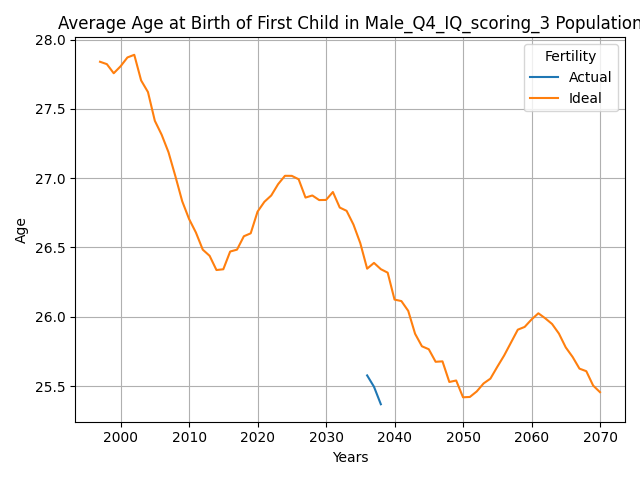 Average Age at Birth of First Child in Male_Q4_IQ_scoring_3 Population
Fertility
Actual
Ideal
Age
28.0
27.5
27.0
26.5
26.0
25.5
2000 2010 2020 2030 2040 2050 2060 2070
Years